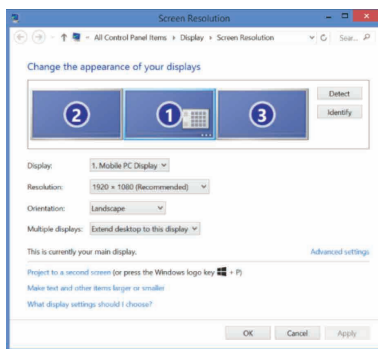 Screen Resolution
All Control Panel Items Display Screen Resolution Sear...
Change the appearance of your displays
2 1 3
Detect
Identify
Display: 1. Mobile PC Display
Resolution: 1920 × 1080 (Recommended)
Orientation: Landscape
Multiple displays: Extend desktop to this display
This is currently your main display. Advanced settings
Project to a second screen (or press the Windows logo key + P)
Make text and other items larger or smaller
What display settings should I choose?
OK Cancel Apply